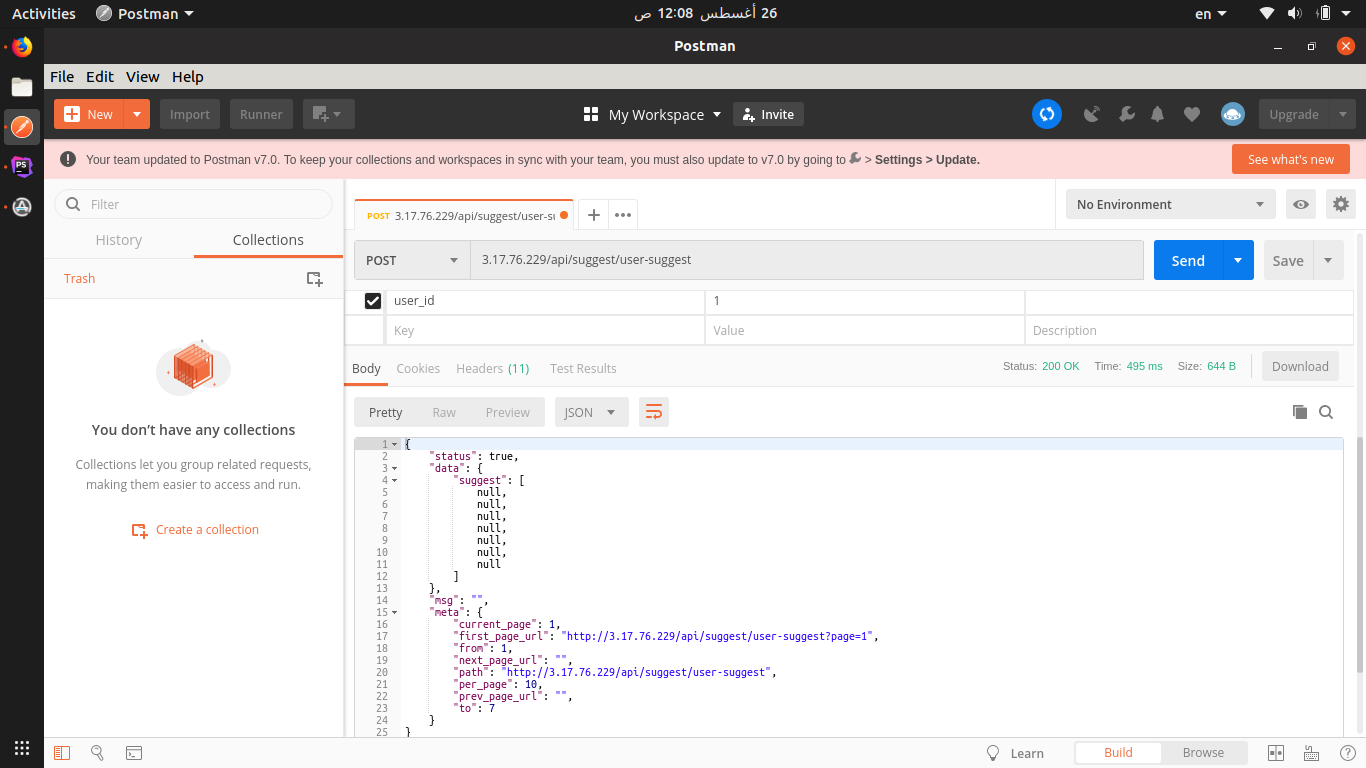 Activities Postman 26 أغسطس 12:08 ص en
Postman
File Edit View Help
New Import Runner My Workspace Invite Upgrade
Your team updated to Postman v7.0. To keep your collections and workspaces in sync with your team, you must also update to v7.0 by going to > Settings > Update. See what's new
Filter
History Collections
Trash
You don’t have any collections
Collections let you group related requests,
making them easier to access and run.
Create a collection
POST 3.17.76.229/api/suggest/user-su
No Environment
POST 3.17.76.229/api/suggest/user-suggest Send Save
user_id 1
Key Value Description
Body Cookies Headers (11) Test Results Status: 200 OK Time: 495 ms Size: 644 B Download
Pretty Raw Preview JSON
1 {
2 "status": true,
3 "data": {
4 "suggest": [
5 null,
6 null,
7 null,
8 null,
9 null,
10 null,
11 null
12 ]
13 },
14 "msg": "",
15 "meta": {
16 "current_page": 1,
17 "first_page_url": "http://3.17.76.229/api/suggest/user-suggest?page=1",
18 "from": 1,
19 "next_page_url": "",
20 "path": "http://3.17.76.229/api/suggest/user-suggest",
21 "per_page": 10,
22 "prev_page_url": "",
23 "to": 7
24 }
25 }
Learn Build Browse
PS